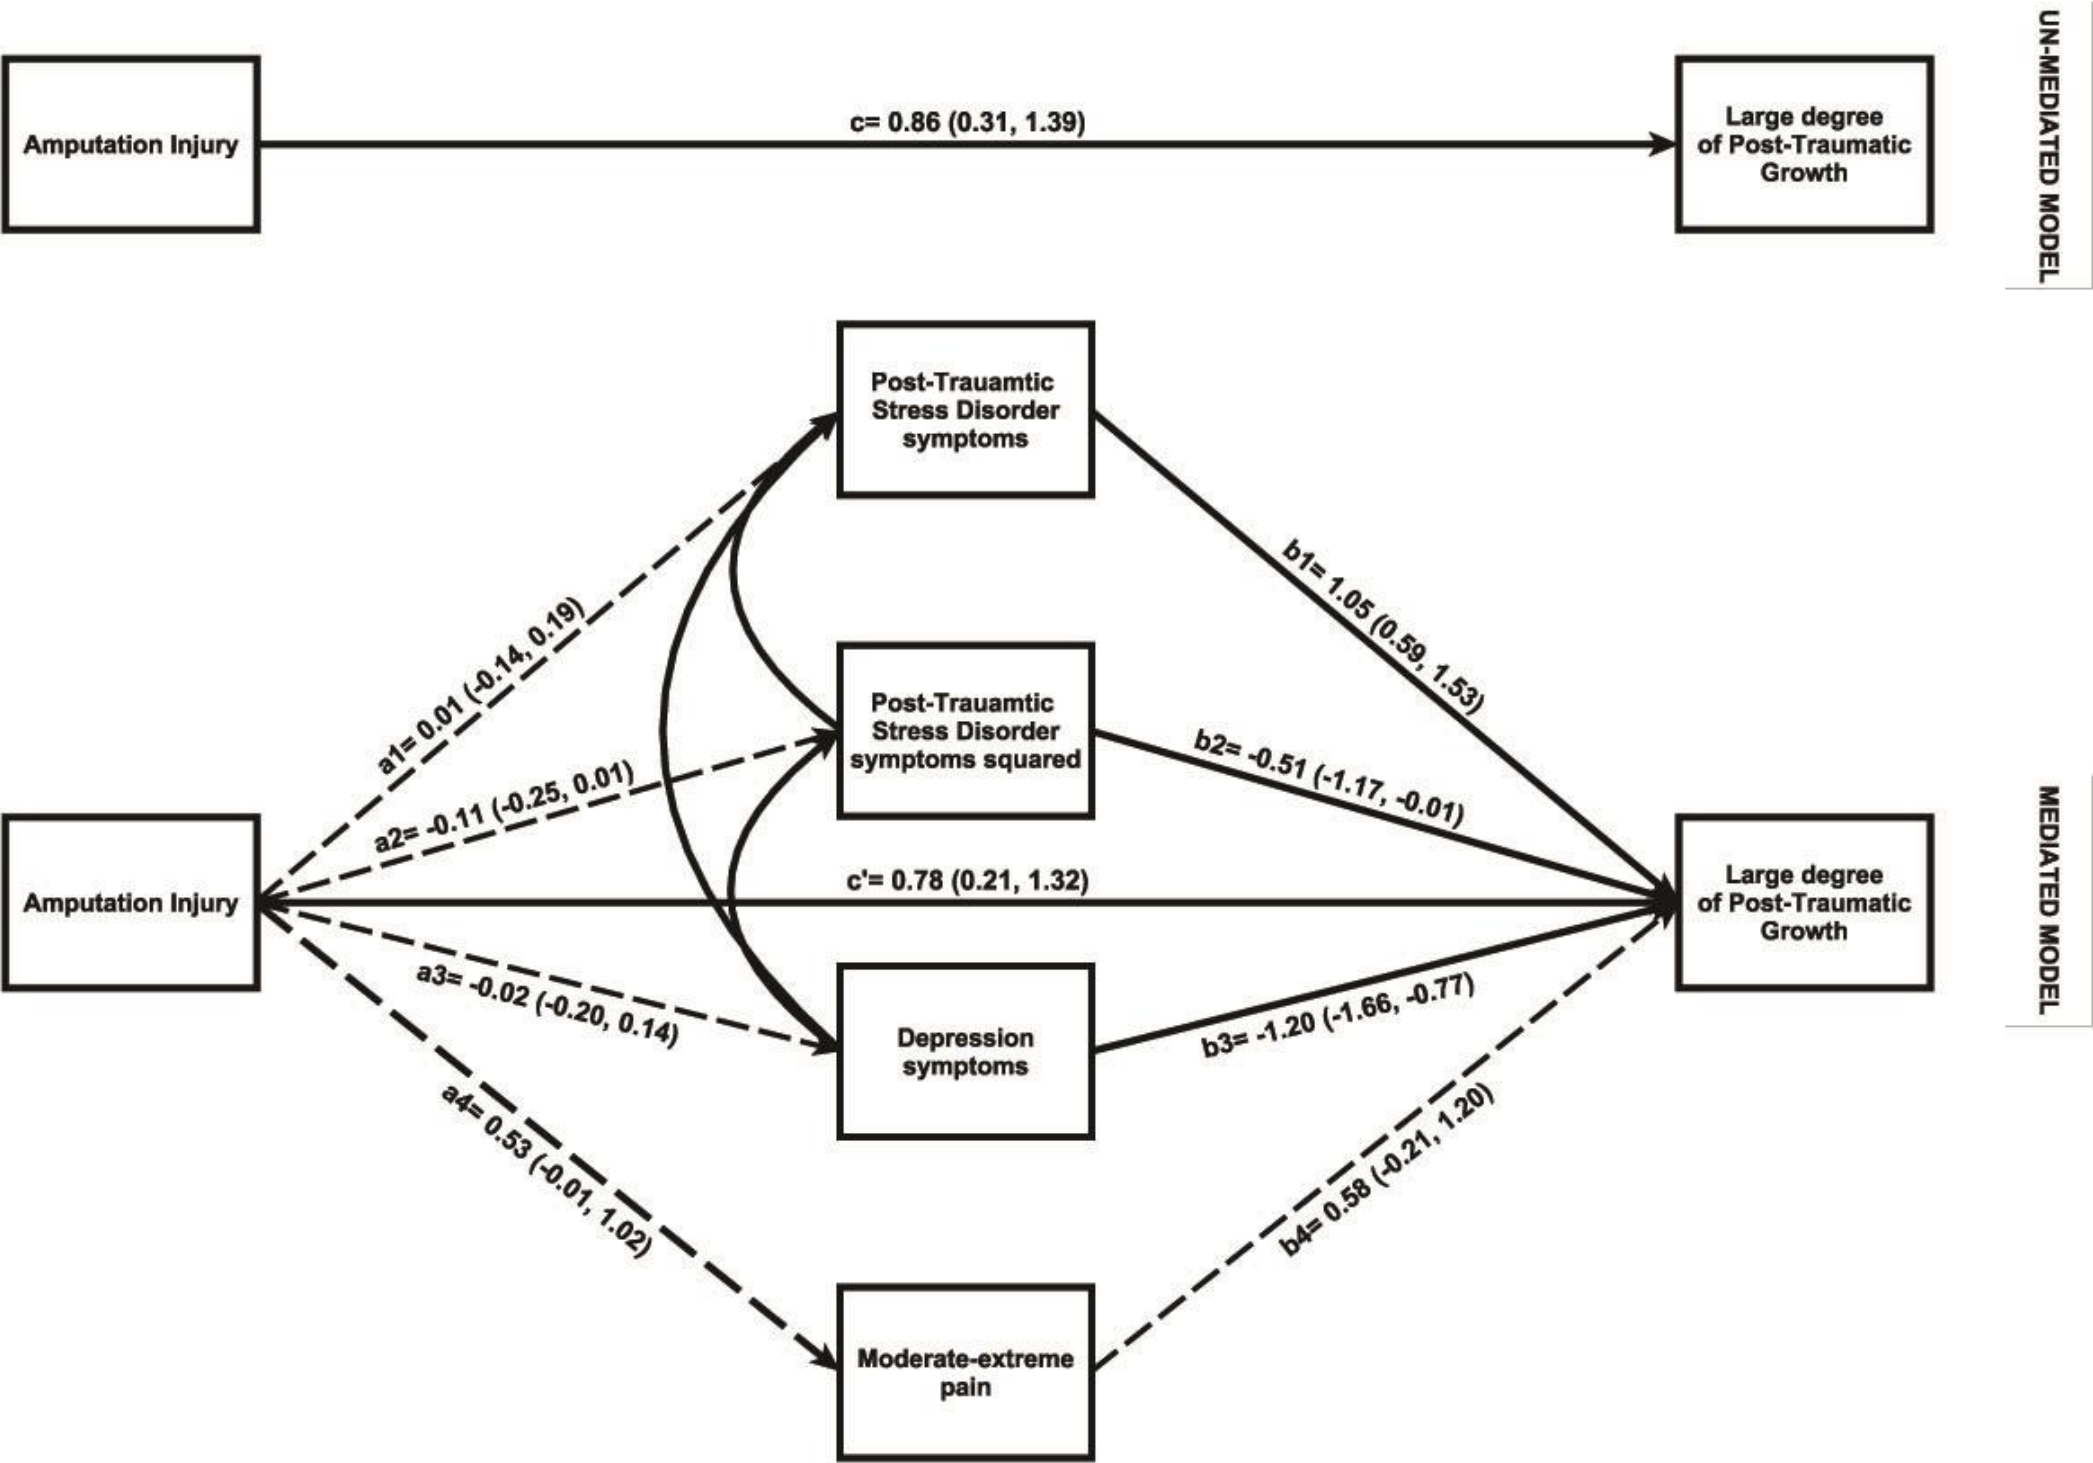 Amputation Injury
c= 0.86 (0.31, 1.39)
Large degree
of Post-Traumatic
Growth
UN-MEDIATED MODEL
Post-Trauamtic
Stress Disorder
symptoms
a1= 0.01 (-0.14, 0.19)
b1= 1.05 (0.59, 1.53)
Post-Trauamtic
Stress Disorder
symptoms squared
a2= -0.11 (-0.25, 0.01)
b2= -0.51 (-1.17, -0.01)
Amputation Injury
c'= 0.78 (0.21, 1.32)
Large degree
of Post-Traumatic
Growth
MEDIATED MODEL
a3= -0.02 (-0.20, 0.14)
Depression
symptoms
b3= -1.20 (-1.66, -0.77)
a4= 0.53 (-0.01, 1.02)
b4= 0.58 (-0.21, 1.20)
Moderate-extreme
pain